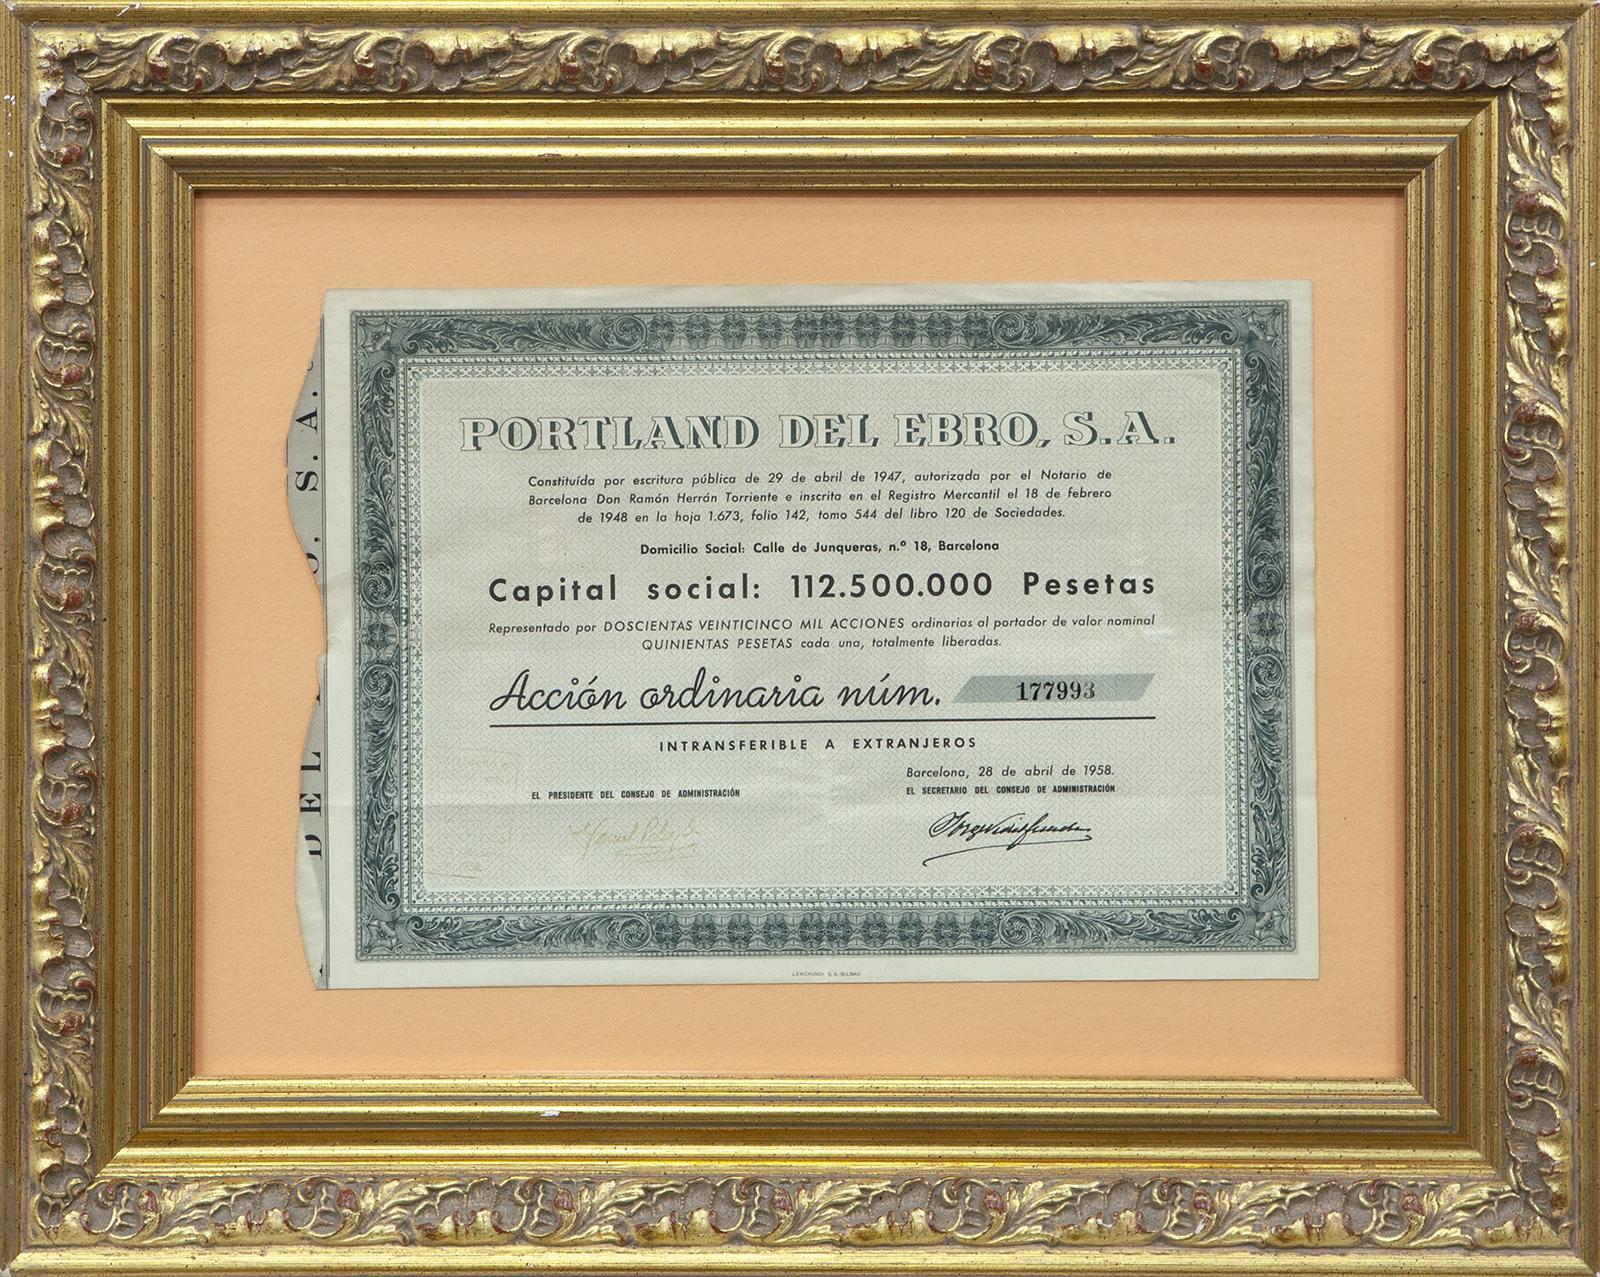 PORTLAND DEL EBRO, S.A.
Constituída por escritura pública de 29 de abril de 1947, autorizada por el Notario de
Barcelona Don Ramón Herrán Torriente e inscrita en el Registro Mercantil el 18 de febrero
de 1948 en la hoja 1.673, folio 142, tomo 544 del libro 120 de Sociedades.
Domicilio Social: Calle de Junqueras, n.º 18, Barcelona
Capital social: 112.500.000 Pesetas
Representado por DOSCIENTAS VEINTICINCO MIL ACCIONES ordinarias al portador de valor nominal
QUINIENTAS PESETAS cada una, totalmente liberadas.
Acción ordinaria núm. 177993
INTRANSFERIBLE A EXTRANJEROS
Barcelona, 28 de abril de 1958.
EL PRESIDENTE DEL CONSEJO DE ADMINISTRACIÓN
EL SECRETARIO DEL CONSEJO DE ADMINISTRACIÓN
S.A.-BILBAO
DEL
S. A.